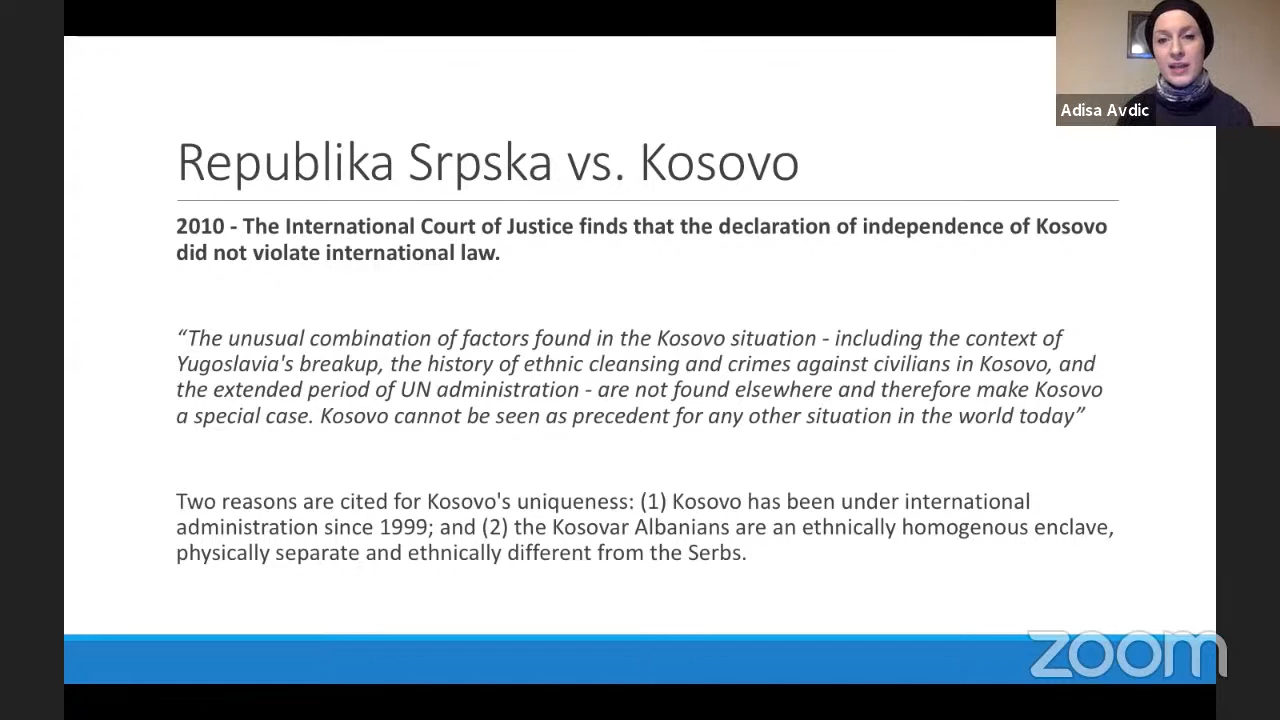 Adisa Avdic
Republika Srpska vs. Kosovo
2010 - The International Court of Justice finds that the declaration of independence of Kosovo
did not violate international law.
“The unusual combination of factors found in the Kosovo situation - including the context of
Yugoslavia's breakup, the history of ethnic cleansing and crimes against civilians in Kosovo, and
the extended period of UN administration - are not found elsewhere and therefore make Kosovo
a special case. Kosovo cannot be seen as precedent for any other situation in the world today”
Two reasons are cited for Kosovo's uniqueness: (1) Kosovo has been under international
administration since 1999; and (2) the Kosovar Albanians are an ethnically homogenous enclave,
physically separate and ethnically different from the Serbs.
zoom